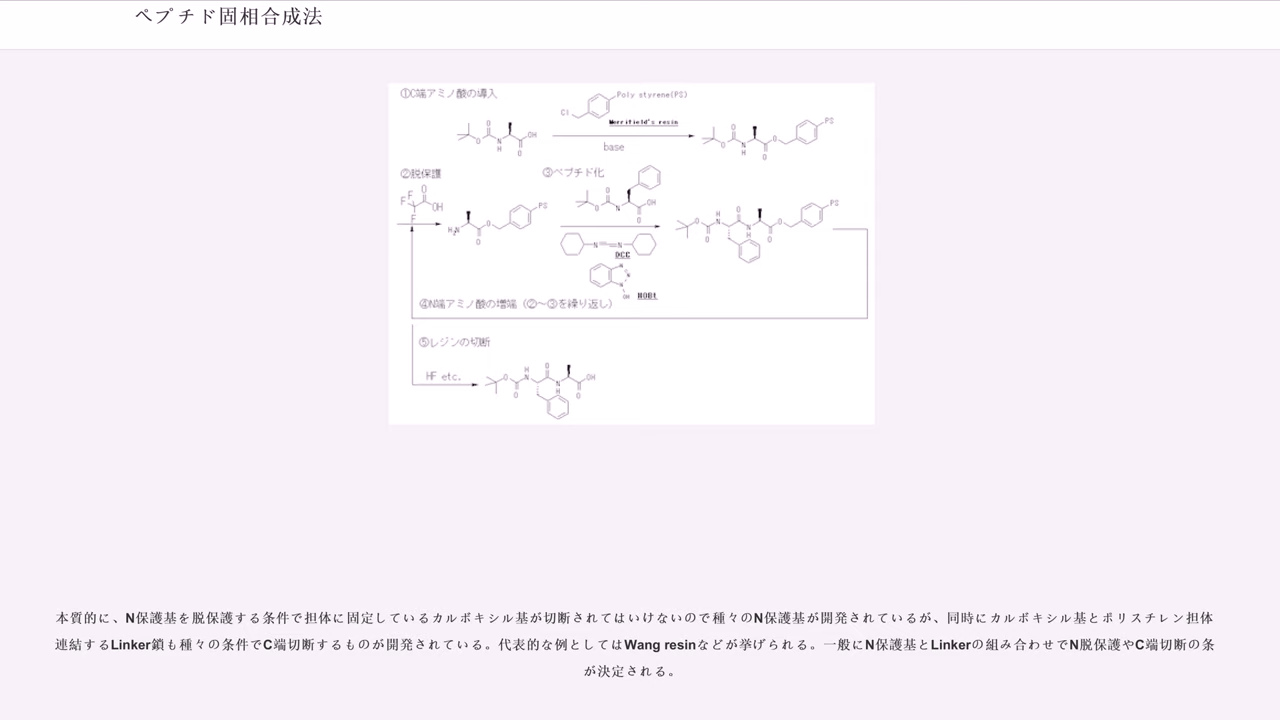 ペプチド固相合成法
①C端アミノ酸の導入
Poly styrene(PS)
Cl
Merrifield's resin
base
PS
②脱保護
③ペプチド化
PS
PS
DCC
HOBt
④N端アミノ酸の増端（②～③を繰り返し）
⑤レジンの切断
HF etc.
本質的に、N保護基を脱保護する条件で担体に固定しているカルボキシル基が切断されてはいけないので種々のN保護基が開発されているが、同時にカルボキシル基とポリスチレン担体
連結するLinker鎖も種々の条件でC端切断するものが開発されている。代表的な例としてはWang resinなどが挙げられる。一般にN保護基とLinkerの組み合わせでN脱保護やC端切断の条
が決定される。